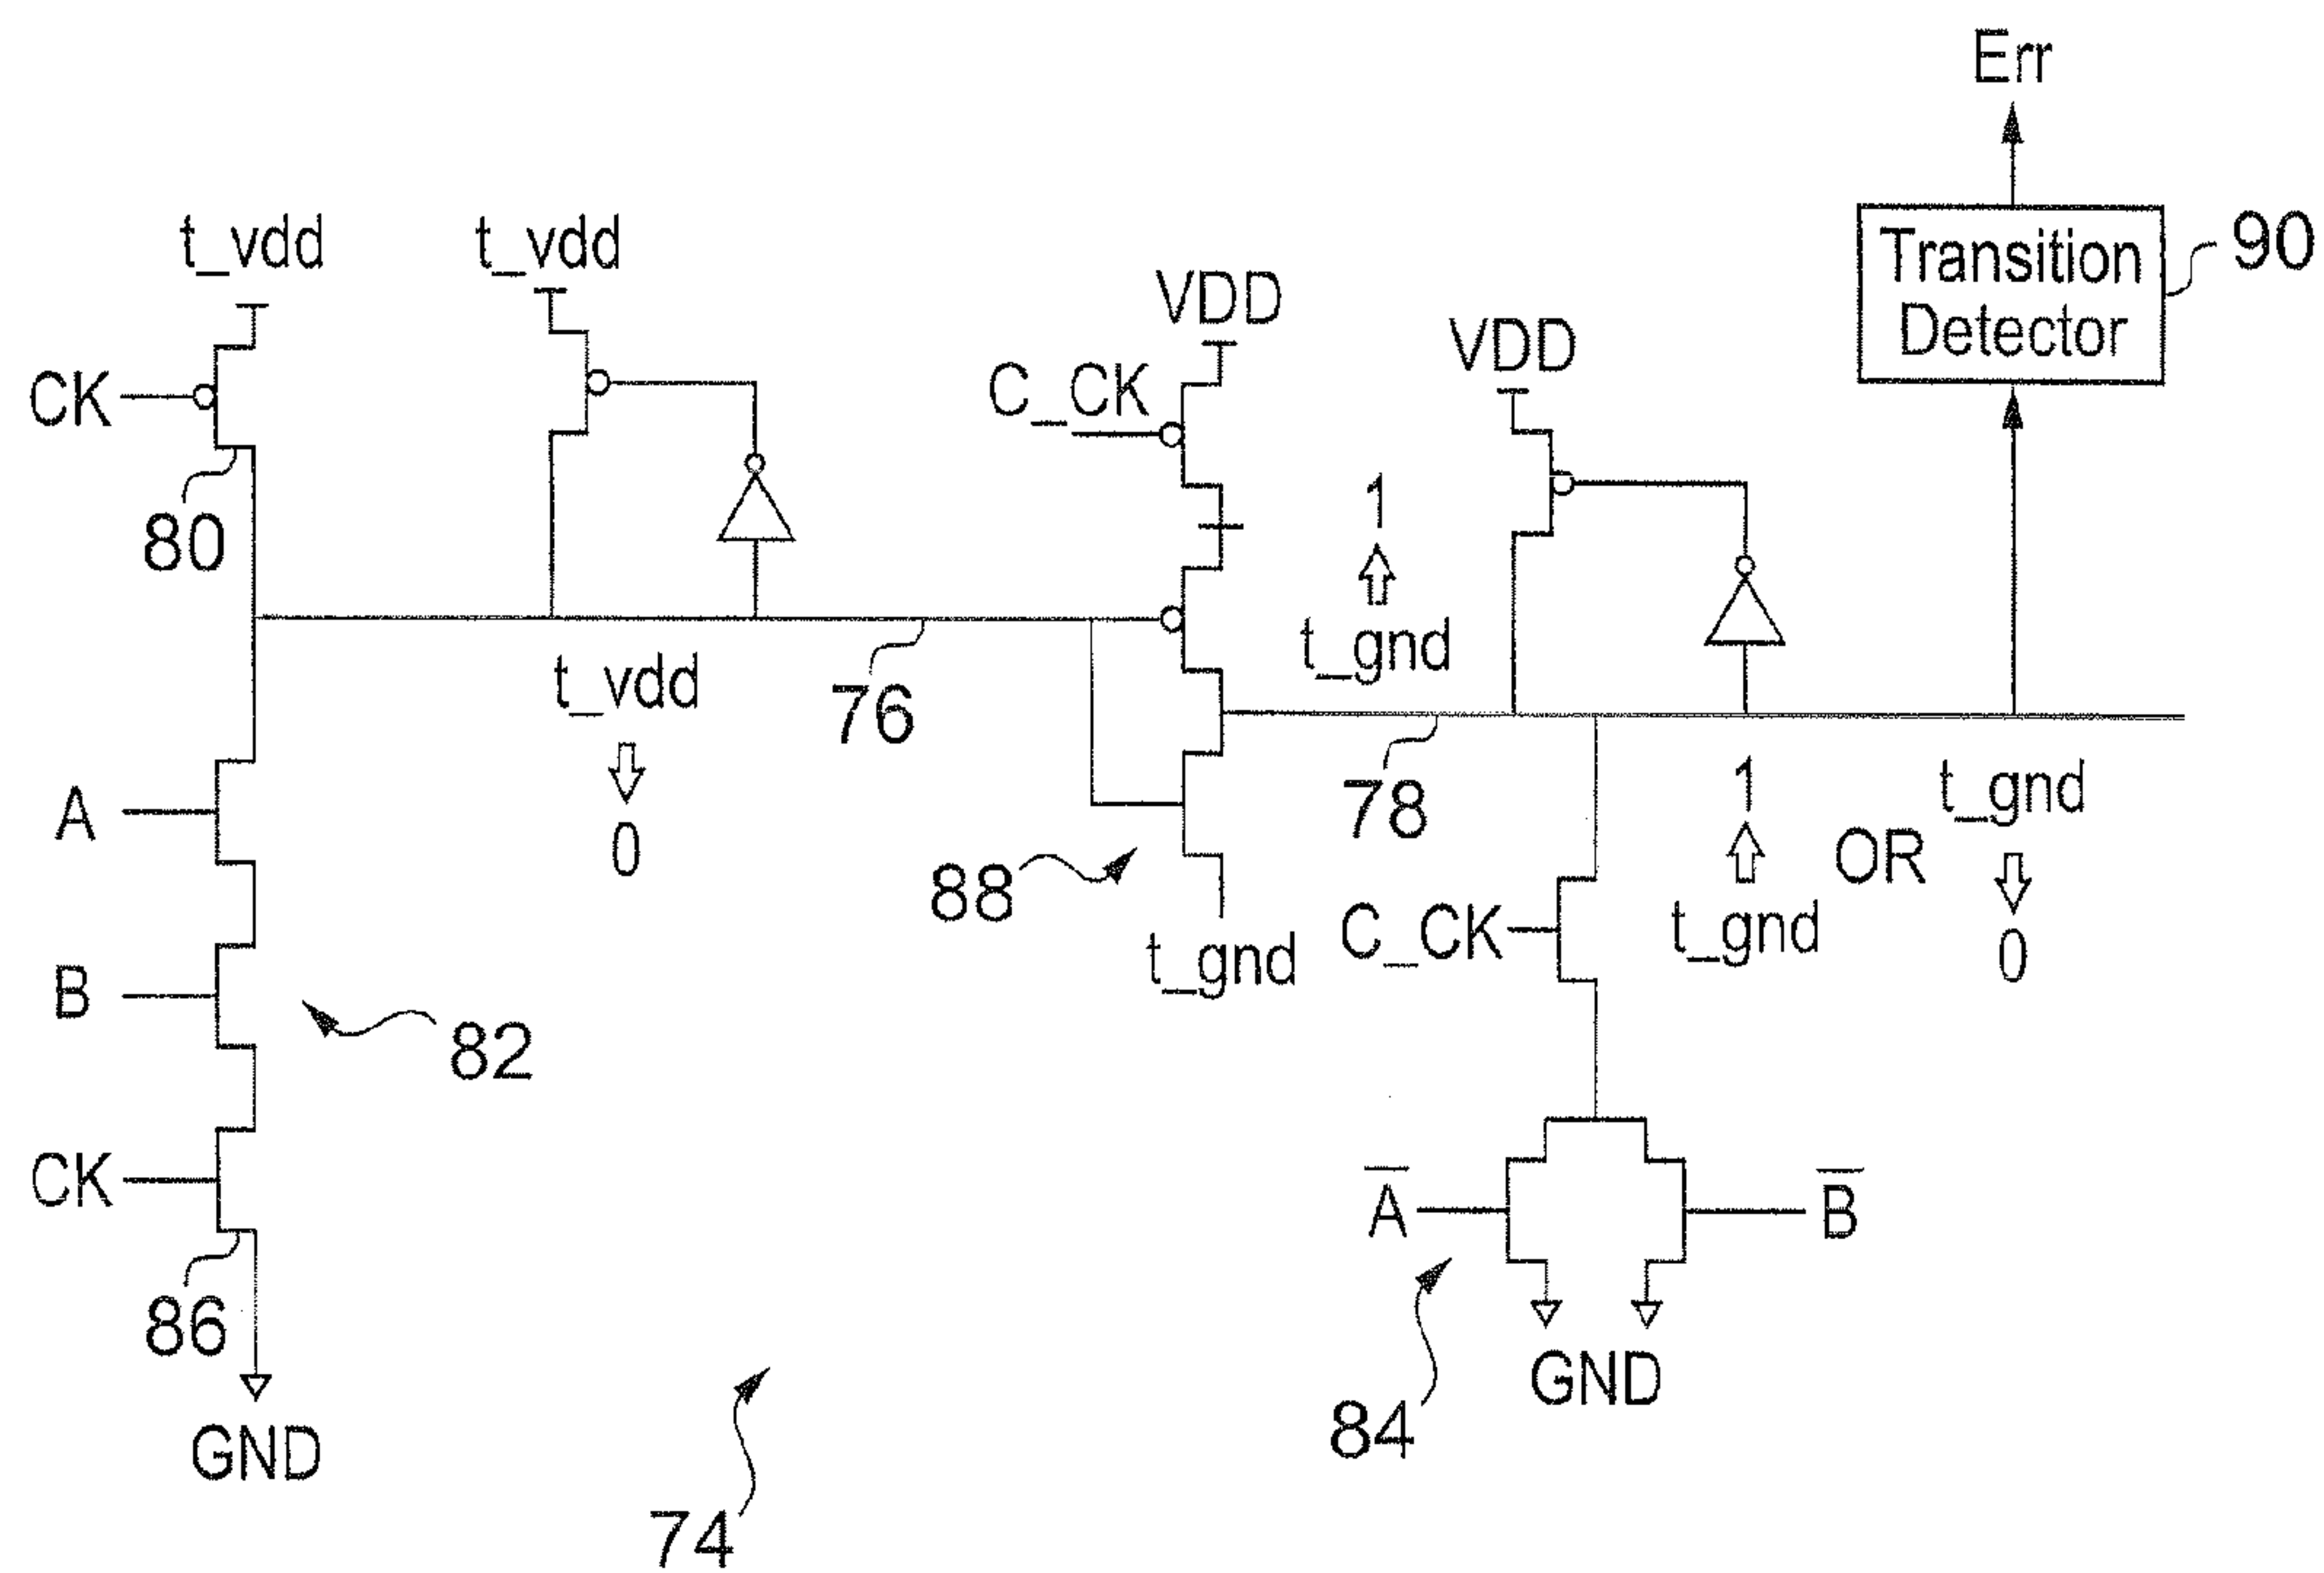 Err
t_vdd
t_vdd
Transition
Detector
90
VDD
VDD
C_CK
CK
80
1
t_gnd
t_vdd
0
76
78
A
88
t_gnd
1
t_gnd
OR
t_gnd
0
C_CK
B
82
CK
A̅
B̅
86
84
GND
GND
74